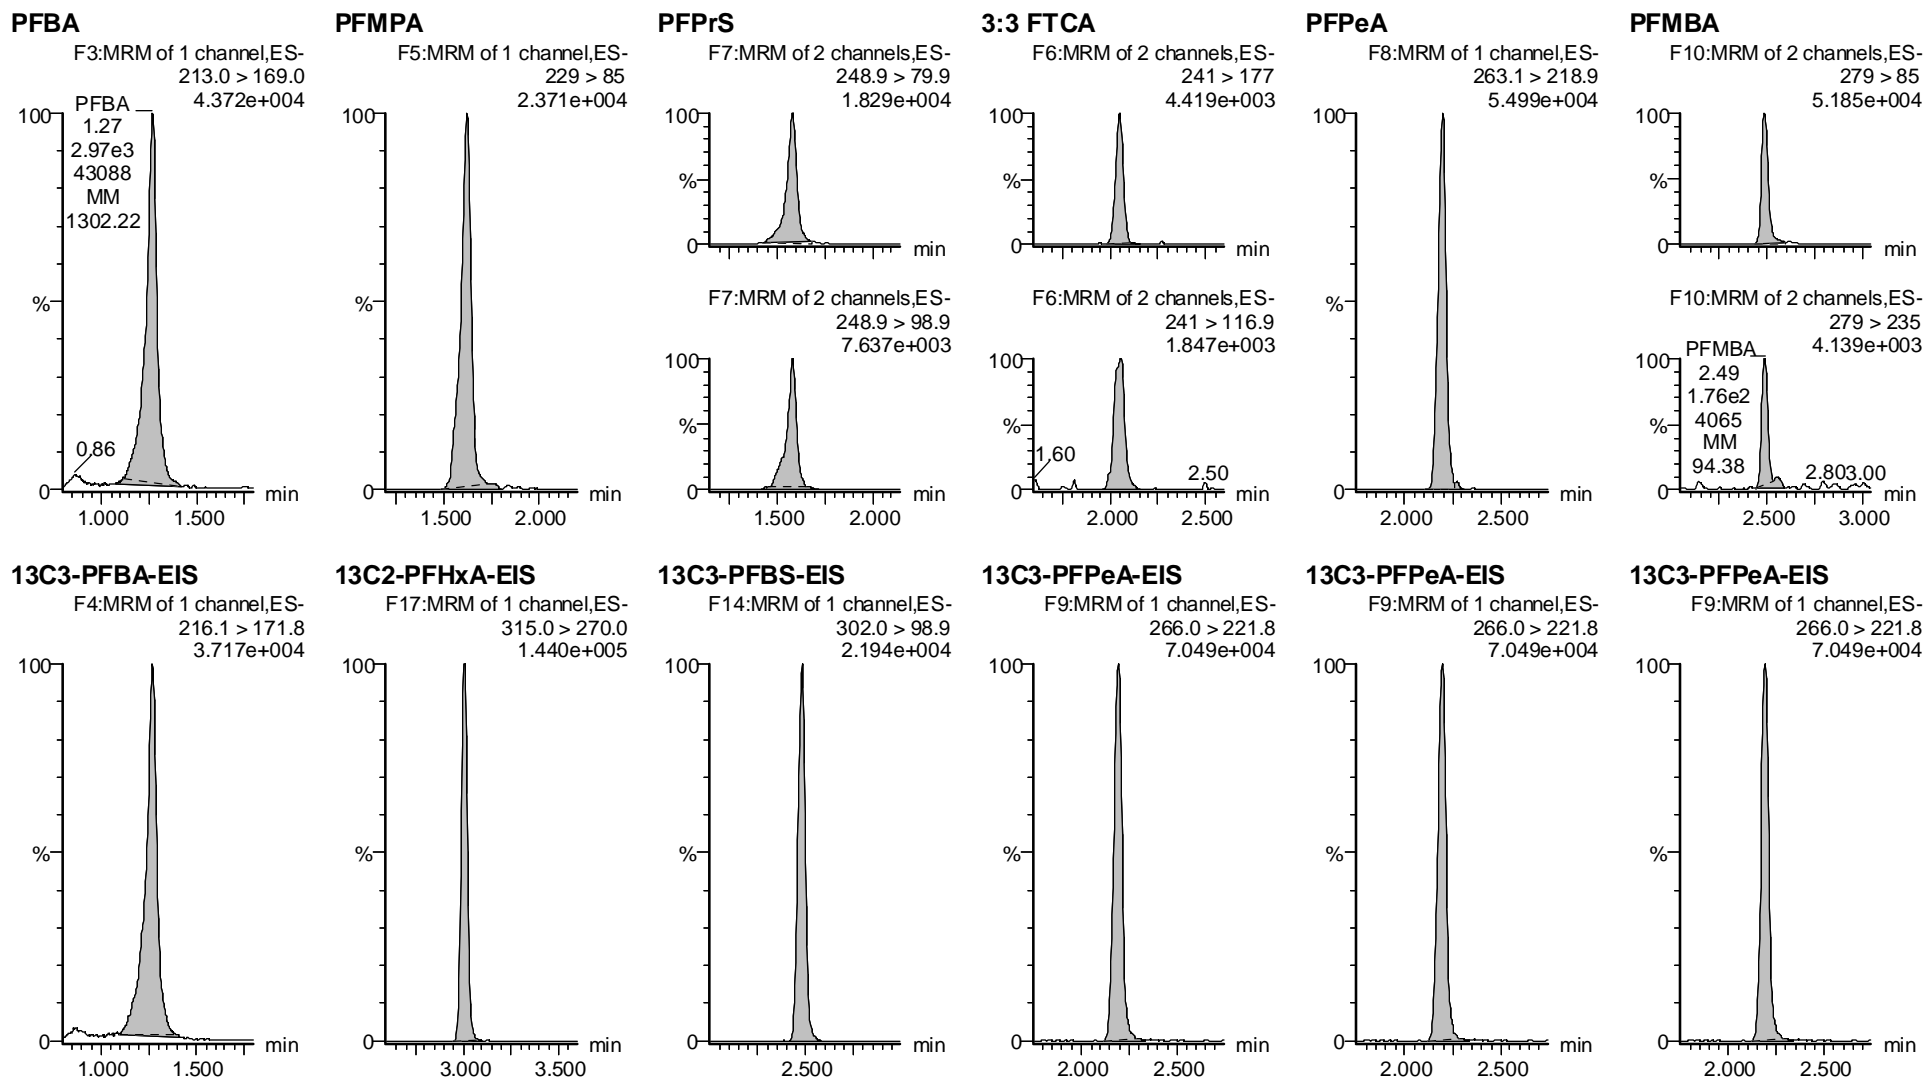 PFBA
F3:MRM of 1 channel,ES-
213.0 > 169.0
4.372e+004
PFBA
1.27
2.97e3
43088
MM
1302.22
100
%
0.86
0
min
1.000 1.500
PFMPA
F5:MRM of 1 channel,ES-
229 > 85
2.371e+004
100
%
0
min
1.500 2.000
PFPrS
F7:MRM of 2 channels,ES-
248.9 > 79.9
1.829e+004
100
%
0
min
F7:MRM of 2 channels,ES-
248.9 > 98.9
7.637e+003
100
%
0
min
1.500 2.000
3:3 FTCA
F6:MRM of 2 channels,ES-
241 > 177
4.419e+003
100
%
0
min
F6:MRM of 2 channels,ES-
241 > 116.9
1.847e+003
100
%
1.60
2.50
0
min
2.000 2.500
PFPeA
F8:MRM of 1 channel,ES-
263.1 > 218.9
5.499e+004
100
%
0
min
2.000 2.500
PFMBA
F10:MRM of 2 channels,ES-
279 > 85
5.185e+004
100
%
0
min
F10:MRM of 2 channels,ES-
279 > 235
4.139e+003
PFMBA
2.49
1.76e2
4065
MM
94.38
100
%
2.80 3.00
0
min
2.500 3.000
13C3-PFBA-EIS
F4:MRM of 1 channel,ES-
216.1 > 171.8
3.717e+004
100
%
0
min
1.000 1.500
13C2-PFHxA-EIS
F17:MRM of 1 channel,ES-
315.0 > 270.0
1.440e+005
100
%
0
min
3.000 3.500
13C3-PFBS-EIS
F14:MRM of 1 channel,ES-
302.0 > 98.9
2.194e+004
100
%
0
min
2.500
13C3-PFPeA-EIS
F9:MRM of 1 channel,ES-
266.0 > 221.8
7.049e+004
100
%
0
min
2.000 2.500
13C3-PFPeA-EIS
F9:MRM of 1 channel,ES-
266.0 > 221.8
7.049e+004
100
%
0
min
2.000 2.500
13C3-PFPeA-EIS
F9:MRM of 1 channel,ES-
266.0 > 221.8
7.049e+004
100
%
0
min
2.000 2.500